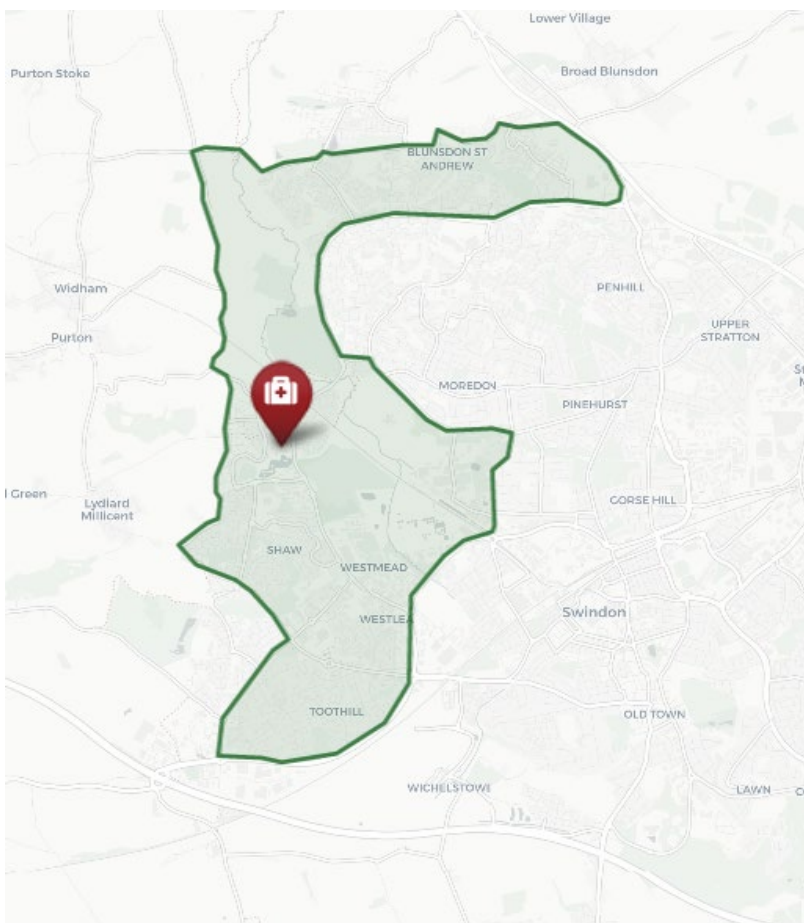 Lower Village
Purton Stoke
Broad Blunsdon
BLUNSDON ST
ANDREW
Widham
PENHILL
Purton
UPPER
STRATTON
MOREDON
PINEHURST
Green
GORSE HILL
Lydiard
Millicent
SHAW
WESTMEAD
Swindon
WESTLEA
TOOTHILL
OLD TOWN
WICHELSTOWE
LAWN